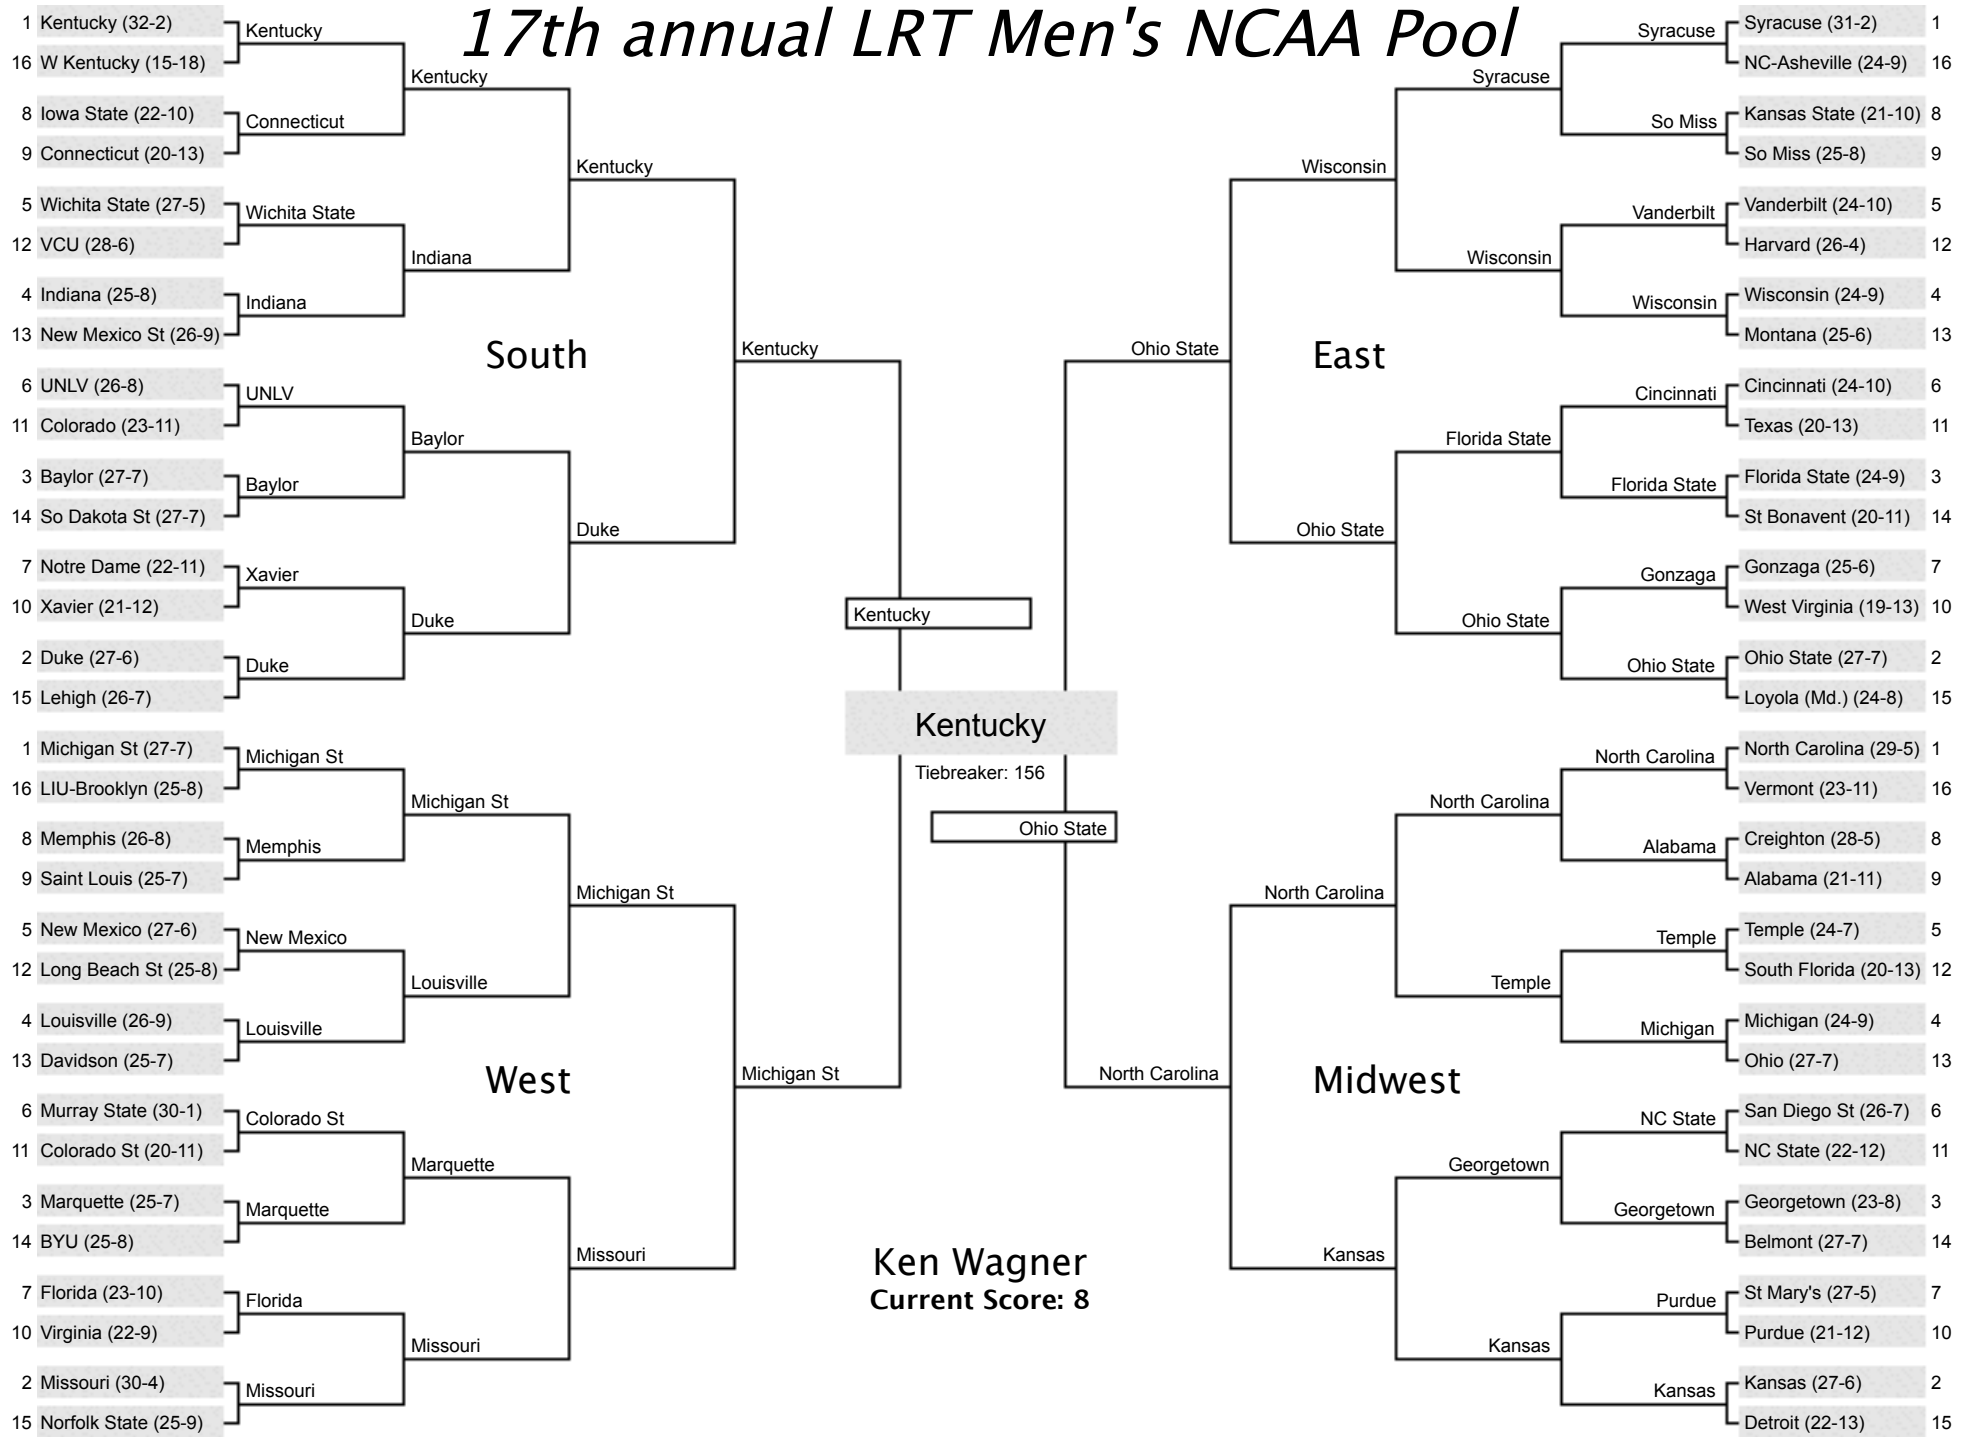 17th annual LRT Men's NCAA Pool
1 Kentucky (32-2)
16 W Kentucky (15-18)
8 Iowa State (22-10)
9 Connecticut (20-13)
5 Wichita State (27-5)
12 VCU (28-6)
4 Indiana (25-8)
13 New Mexico St (26-9)
6 UNLV (26-8)
11 Colorado (23-11)
3 Baylor (27-7)
14 So Dakota St (27-7)
7 Notre Dame (22-11)
10 Xavier (21-12)
2 Duke (27-6)
15 Lehigh (26-7)
Kentucky
Connecticut
Wichita State
Indiana
UNLV
Baylor
Xavier
Duke
Kentucky
Indiana
Baylor
Duke
Kentucky
Duke
Kentucky
South
1 Michigan St (27-7)
16 LIU-Brooklyn (25-8)
8 Memphis (26-8)
9 Saint Louis (25-7)
5 New Mexico (27-6)
12 Long Beach St (25-8)
4 Louisville (26-9)
13 Davidson (25-7)
6 Murray State (30-1)
11 Colorado St (20-11)
3 Marquette (25-7)
14 BYU (25-8)
7 Florida (23-10)
10 Virginia (22-9)
2 Missouri (30-4)
15 Norfolk State (25-9)
Michigan St
Memphis
New Mexico
Louisville
Colorado St
Marquette
Florida
Missouri
Michigan St
Louisville
Marquette
Missouri
Michigan St
Missouri
Michigan St
West
Kentucky
Kentucky
Tiebreaker: 156
Ohio State
Ken Wagner
Current Score: 8
Syracuse (31-2) 1
NC-Asheville (24-9) 16
Kansas State (21-10) 8
So Miss (25-8) 9
Vanderbilt (24-10) 5
Harvard (26-4) 12
Wisconsin (24-9) 4
Montana (25-6) 13
Cincinnati (24-10) 6
Texas (20-13) 11
Florida State (24-9) 3
St Bonavent (20-11) 14
Gonzaga (25-6) 7
West Virginia (19-13) 10
Ohio State (27-7) 2
Loyola (Md.) (24-8) 15
Syracuse
So Miss
Vanderbilt
Wisconsin
Cincinnati
Florida State
Gonzaga
Ohio State
Syracuse
Wisconsin
Florida State
Ohio State
Wisconsin
Ohio State
Ohio State
East
North Carolina (29-5) 1
Vermont (23-11) 16
Creighton (28-5) 8
Alabama (21-11) 9
Temple (24-7) 5
South Florida (20-13) 12
Michigan (24-9) 4
Ohio (27-7) 13
San Diego St (26-7) 6
NC State (22-12) 11
Georgetown (23-8) 3
Belmont (27-7) 14
St Mary's (27-5) 7
Purdue (21-12) 10
Kansas (27-6) 2
Detroit (22-13) 15
North Carolina
Alabama
Temple
Michigan
NC State
Georgetown
Purdue
Kansas
North Carolina
Temple
Georgetown
Kansas
North Carolina
Kansas
North Carolina
Midwest